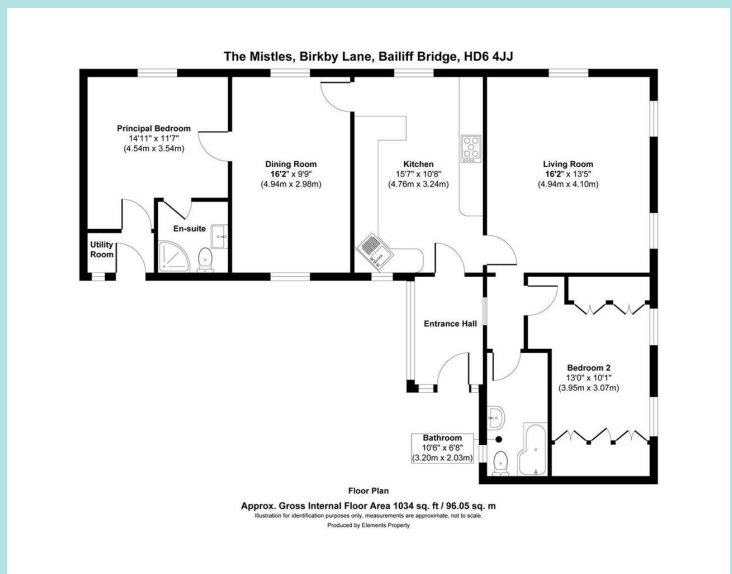 The Mistles, Birkby Lane, Bailiff Bridge, HD6 4JJ
Principal Bedroom
14'11" x 11'7"
(4.54m x 3.54m)
Dining Room
16'2" x 9'9"
(4.94m x 2.98m)
Kitchen
15'7" x 10'8"
(4.76m x 3.24m)
Living Room
16'2" x 13'5"
(4.94m x 4.10m)
En-suite
Utility
Room
Entrance Hall
Bedroom 2
13'0" x 10'1"
(3.95m x 3.07m)
Bathroom
10'6" x 6'8"
(3.20m x 2.03m)
Floor Plan
Approx. Gross Internal Floor Area 1034 sq. ft / 96.05 sq. m
Illustration for identification purposes only, measurements are approximate, not to scale.
Produced by Elements Property